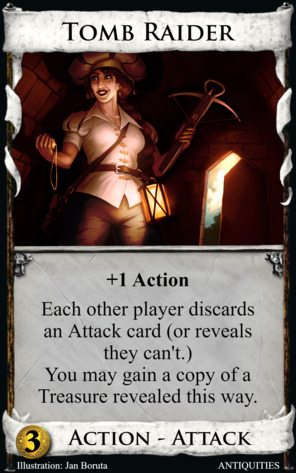 TOMB RAIDER
+1 Action
Each other player discards
an Attack card (or reveals
they can't.)
You may gain a copy of a
Treasure revealed this way.
3
ACTION - ATTACK
Illustration: Jan Boruta
ANTIQUITIES